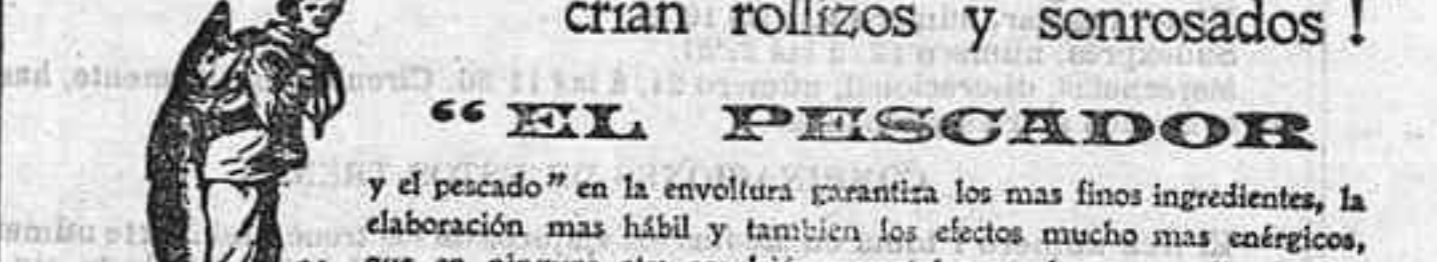 crían rollizos y sonrosados !
“ EL PESCADOR
y el pescado” en la envoltura garantiza los mas finos ingredientes, la
elaboración mas hábil y tambien los efectos mucho mas enérgicos,